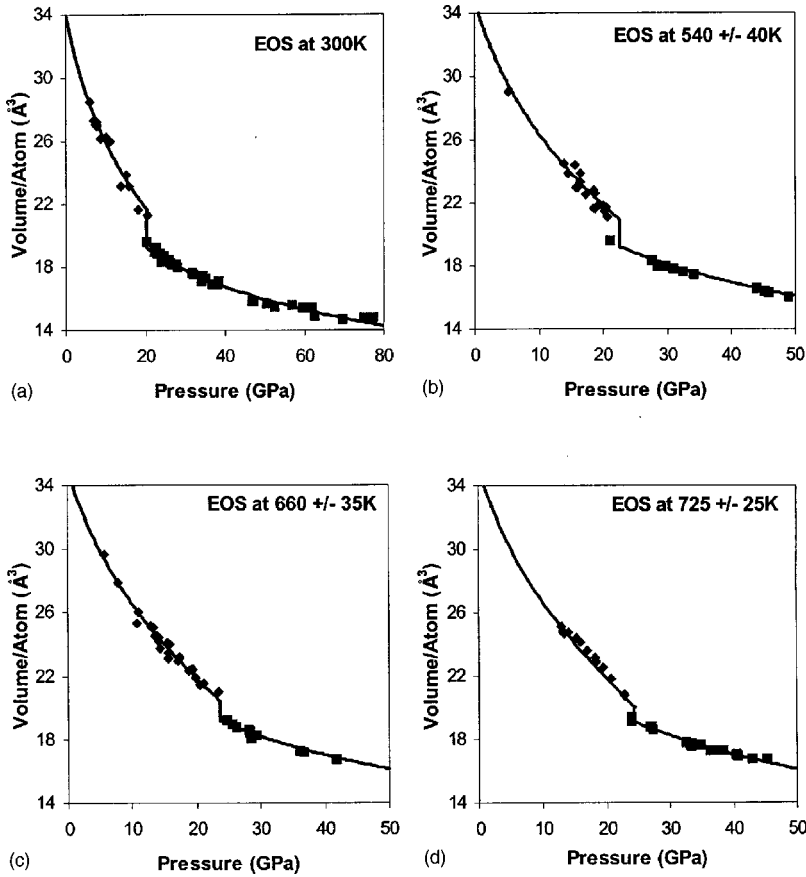 EOS at 300K
Volume/Atom (Å³)
34
30
26
22
18
14
0 20 40 60 80
(a) Pressure (GPa)
EOS at 540 +/- 40K
Volume/Atom (Å³)
34
30
26
22
18
14
0 10 20 30 40 50
(b) Pressure (GPa)
EOS at 660 +/- 35K
Volume/Atom (Å³)
34
30
26
22
18
14
0 10 20 30 40 50
(c) Pressure (GPa)
EOS at 725 +/- 25K
Volume/Atom (Å³)
34
30
26
22
18
14
0 10 20 30 40 50
(d) Pressure (GPa)